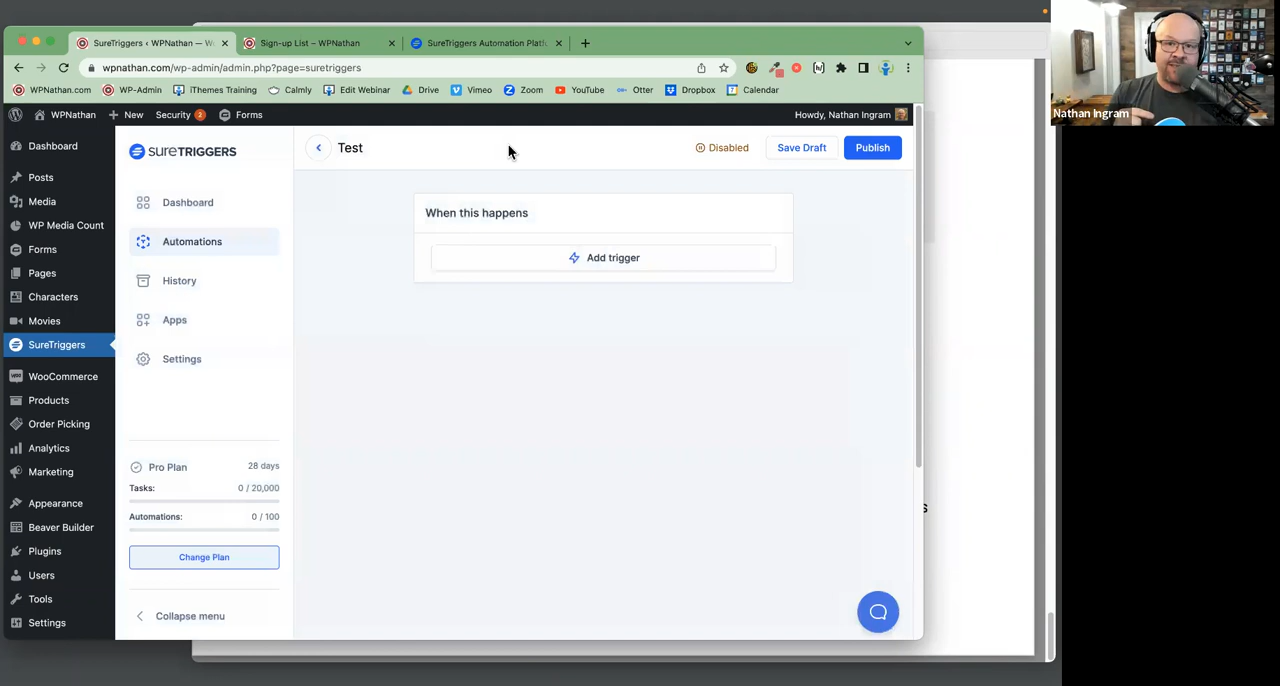 SureTriggers ‹ WPNathan — W
Sign-up List – WPNathan
SureTriggers Automation Platf
wpnathan.com/wp-admin/admin.php?page=suretriggers
WPNathan.com
WP-Admin
iThemes Training
Calmly
Edit Webinar
Drive
Vimeo
Zoom
YouTube
Otter
Dropbox
Calendar
WPNathan
New
Security 2
Forms
Howdy, Nathan Ingram
Nathan Ingram
Dashboard
Posts
Media
WP Media Count
Forms
Pages
Characters
Movies
SureTriggers
WooCommerce
Products
Order Picking
Analytics
Marketing
Appearance
Beaver Builder
Plugins
Users
Tools
Settings
SURETRIGGERS
Dashboard
Automations
History
Apps
Settings
Pro Plan 28 days
Tasks: 0 / 20,000
Automations: 0 / 100
Change Plan
Collapse menu
Test
Disabled
Save Draft
Publish
When this happens
Add trigger
s